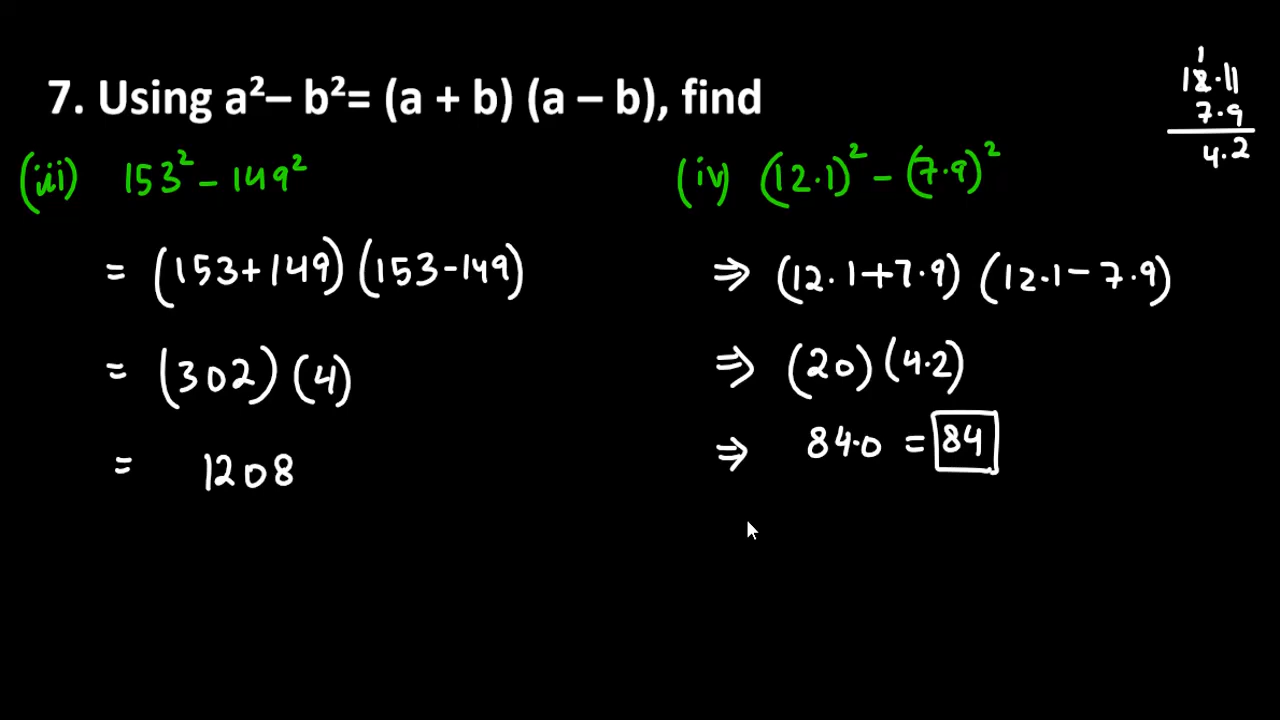 7. Using a²– b²= (a + b) (a – b), find
(iii) 153² - 149²
= (153+149) (153-149)
= (302) (4)
= 1208
(iv) (12.1)² - (7.9)²
⇒ (12.1+7.9) (12.1-7.9)
⇒ (20) (4.2)
⇒ 84.0 = 84
1
12.11
7.9
4.2